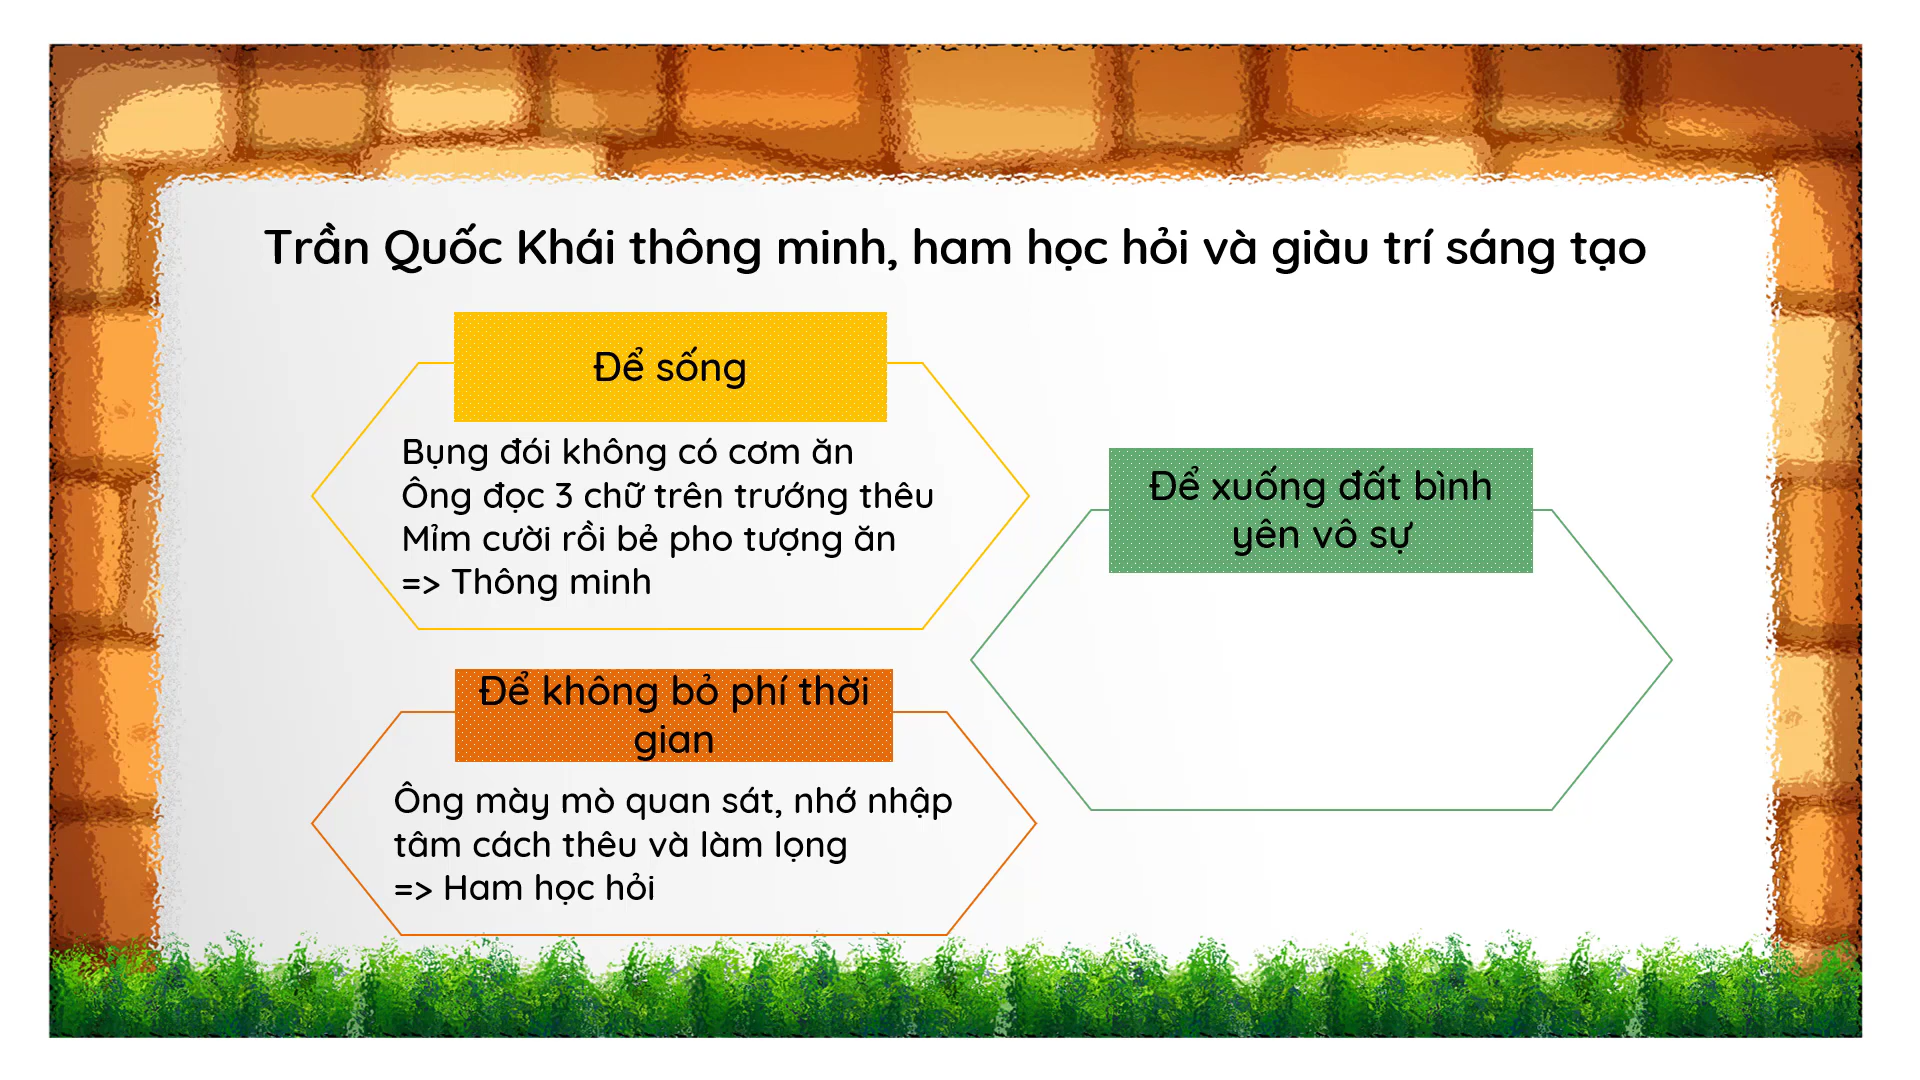 Trần Quốc Khái thông minh, ham học hỏi và giàu trí sáng tạo
Để sống
Bụng đói không có cơm ăn
Ông đọc 3 chữ trên trướng thêu
Mỉm cười rồi bẻ pho tượng ăn
=> Thông minh
Để không bỏ phí thời
gian
Ông mày mò quan sát, nhớ nhập
tâm cách thêu và làm lọng
=> Ham học hỏi
Để xuống đất bình
yên vô sự